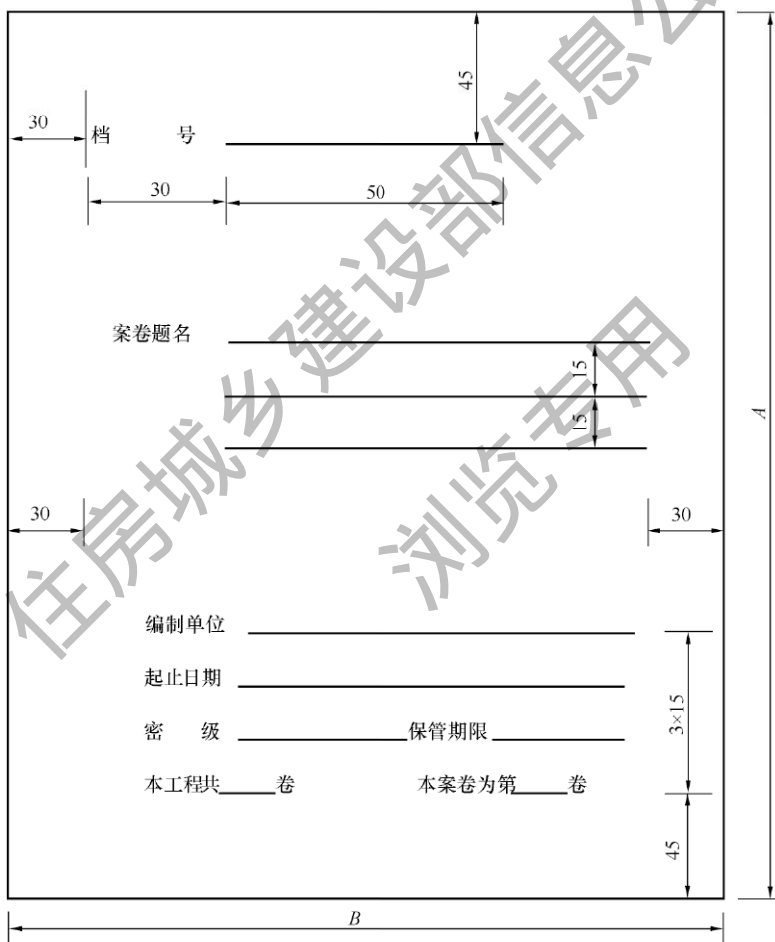 45
30
档 号
30 50
案卷题名
15
15
A
30 30
编制单位
起止日期
密 级 保管期限
3×15
本工程共 卷 本案卷为第 卷
45
B
住房城乡建设部信息公
浏览专用